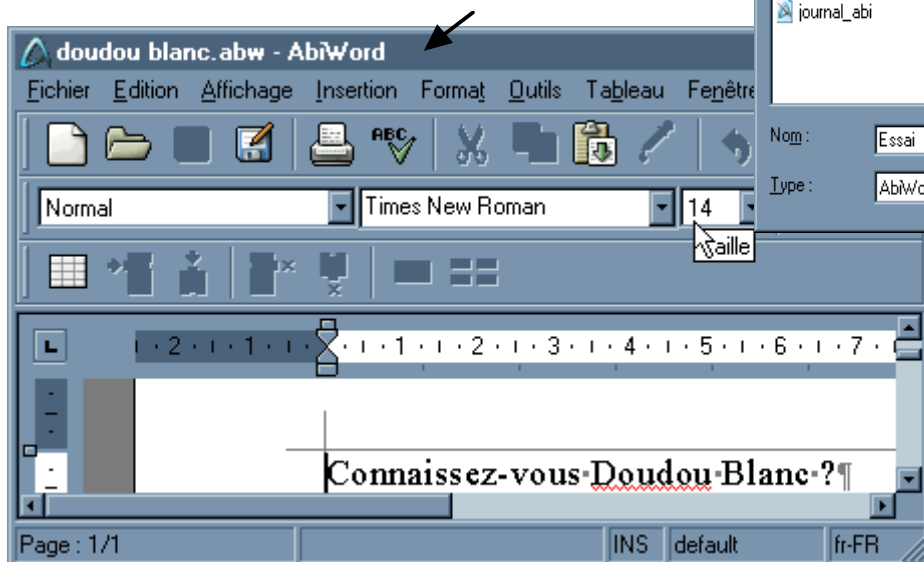 journal_abi
doudou blanc.abw - AbiWord
Fichier Edition Affichage Insertion Format Outils Tableau Fenêtre
Nom : Essai
ABC
Type :
Normal Times New Roman 14
L 2 1 1 2 3 4 5 6 7
Connaissez-vous·Doudou·Blanc·?¶
Page : 1/1 INS default fr-FR